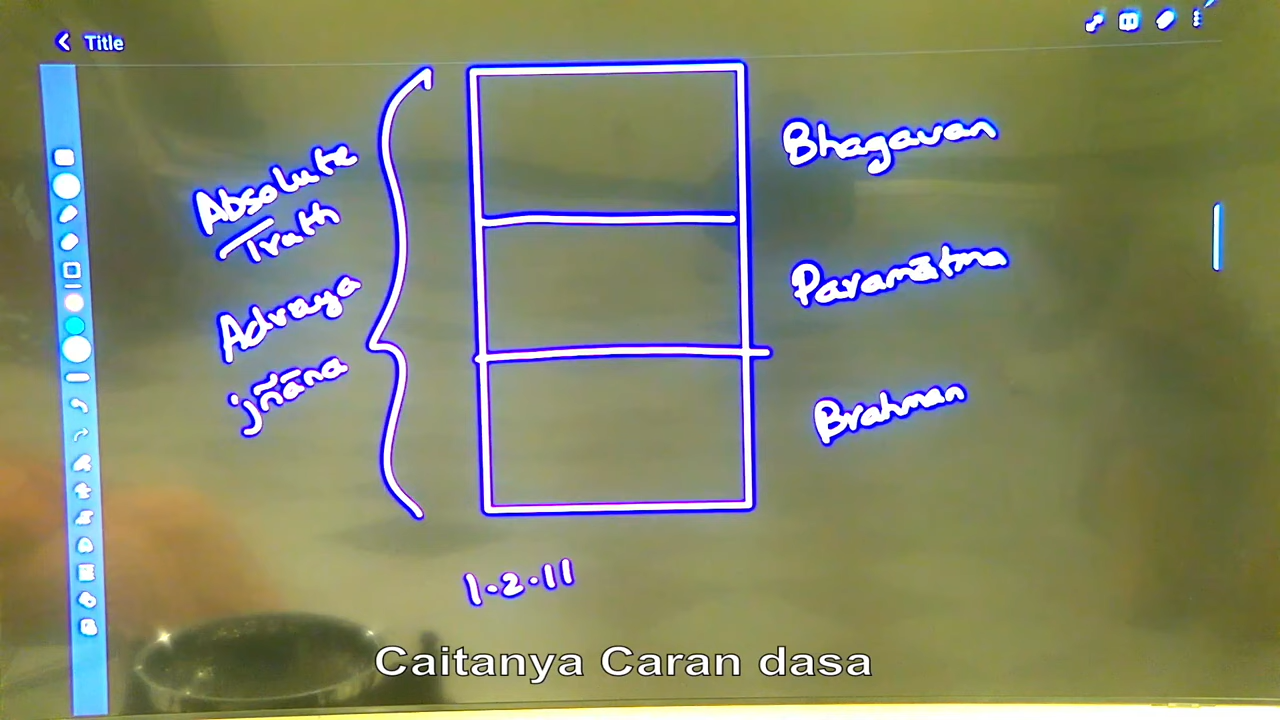 Title
Absolute
Truth
Advaya
jñāna
Bhagavan
Paramātma
Brahman
1.2.11
Caitanya Caran dasa